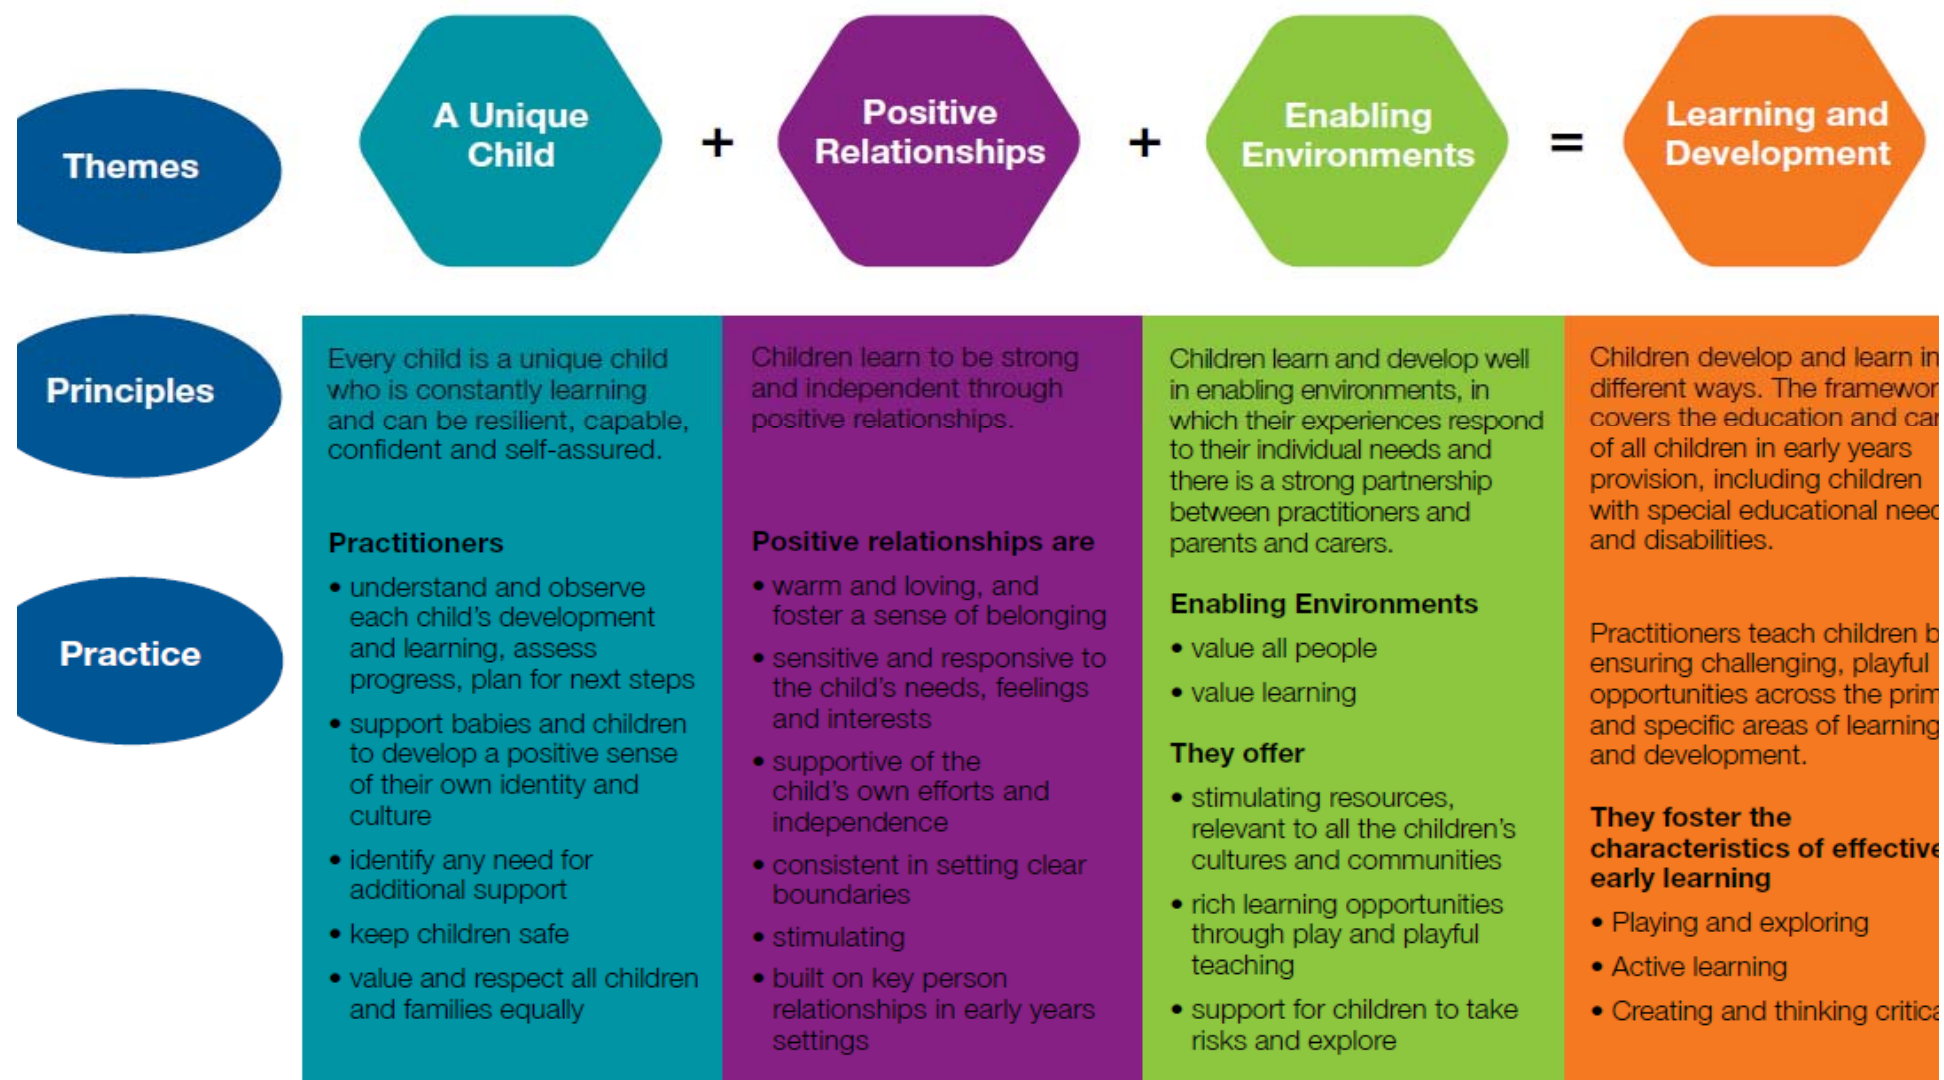 Themes
A Unique
Child
+
Positive
Relationships
+
Enabling
Environments
=
Learning and
Development
Principles
Every child is a unique child
who is constantly learning
and can be resilient, capable,
confident and self-assured.
Children learn to be strong
and independent through
positive relationships.
Children learn and develop well
in enabling environments, in
which their experiences respond
to their individual needs and
there is a strong partnership
between practitioners and
parents and carers.
Children develop and learn in
different ways. The
covers the education and
of all children in early years
provision, including children
with special educational
and disabilities.
Practice
Practitioners
• understand and observe
each child's development
and learning, assess
progress, plan for next steps
• support babies and children
to develop a positive sense
of their own identity and
culture
• identify any need for
additional support
• keep children safe
• value and respect all children
and families equally
Positive relationships are
• warm and loving, and
foster a sense of belonging
• sensitive and responsive to
the child's needs, feelings
and interests
• supportive of the
child's own efforts and
independence
• consistent in setting clear
boundaries
• stimulating
• built on key person
relationships in early years
settings
Enabling Environments
• value all people
• value learning
They offer
• stimulating resources,
relevant to all the children's
cultures and communities
• rich learning opportunities
through play and playful
teaching
• support for children to take
risks and explore
Practitioners teach children
ensuring challenging, playful
opportunities across the
and specific areas of learning
and development.
They foster the
characteristics of effective
early learning
• Playing and exploring
• Active learning
• Creating and thinking